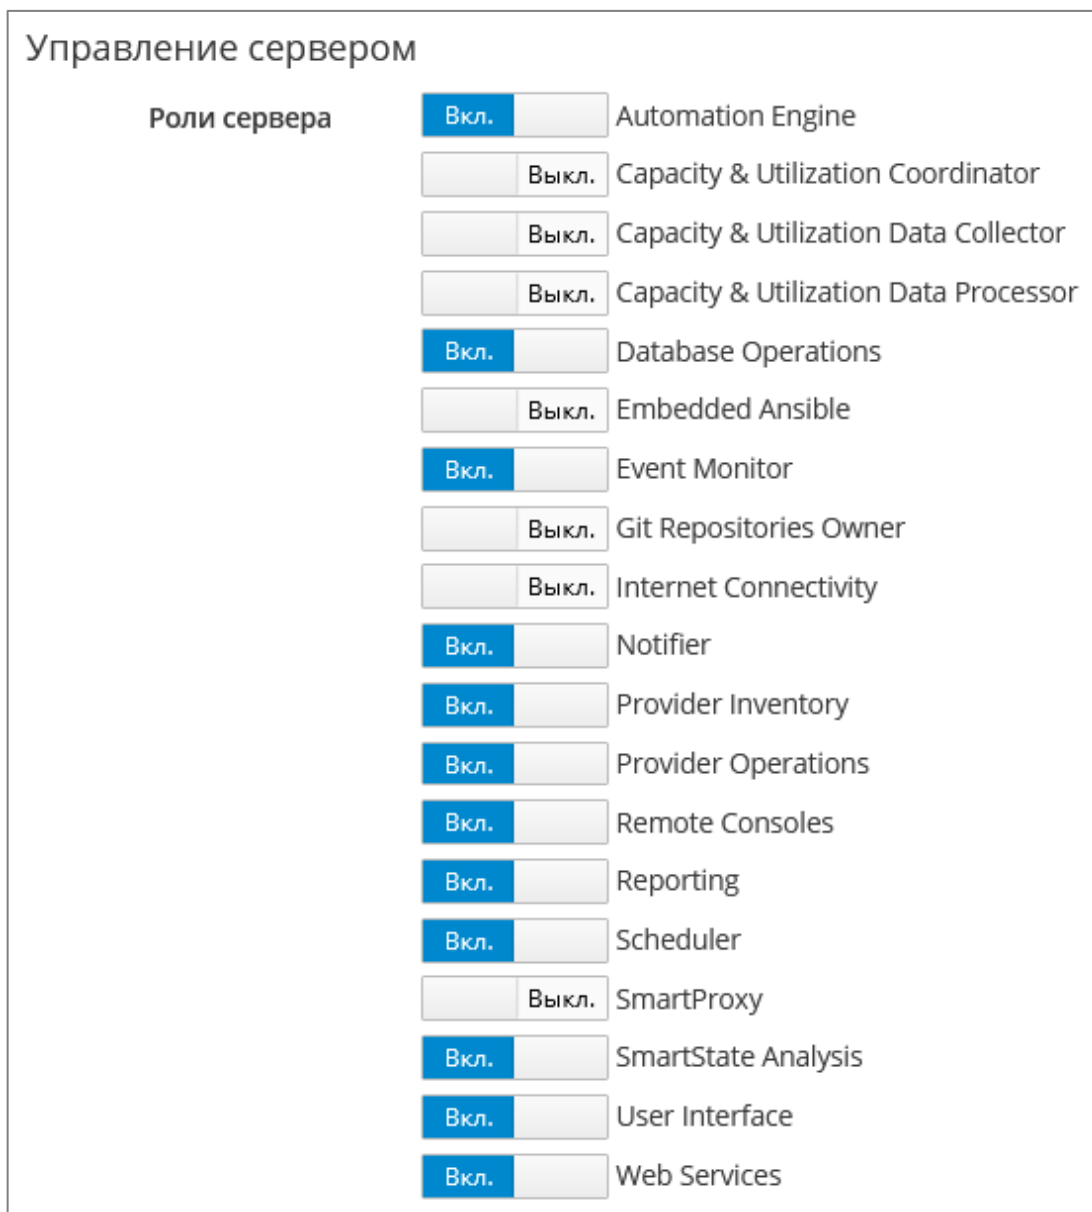 Управление сервером
Роли сервера Вкл. Automation Engine
Выкл. Capacity & Utilization Coordinator
Выкл. Capacity & Utilization Data Collector
Выкл. Capacity & Utilization Data Processor
Вкл. Database Operations
Выкл. Embedded Ansible
Вкл. Event Monitor
Выкл. Git Repositories Owner
Выкл. Internet Connectivity
Вкл. Notifier
Вкл. Provider Inventory
Вкл. Provider Operations
Вкл. Remote Consoles
Вкл. Reporting
Вкл. Scheduler
Выкл. SmartProxy
Вкл. SmartState Analysis
Вкл. User Interface
Вкл. Web Services